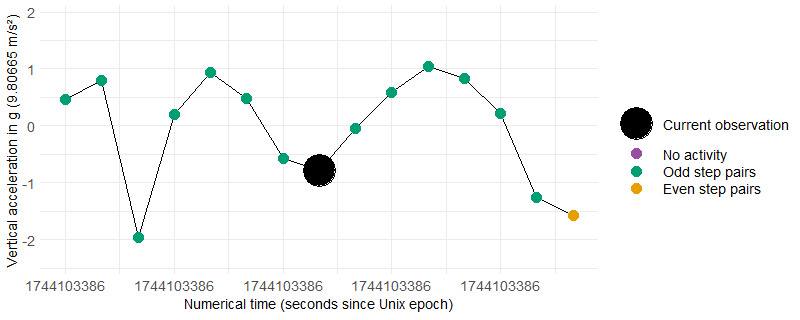 Vertical acceleration in g (9.80665 m/s²)
2
1
0
-1
-2
1744103386 1744103386 1744103386 1744103386
Numerical time (seconds since Unix epoch)
Current observation
No activity
Odd step pairs
Even step pairs